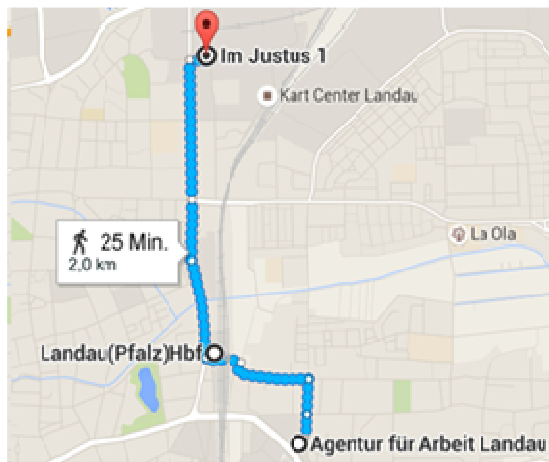 Im Justus 1
Kart Center Landau
La Ola
25 Min.
2,0 km
Landau(Pfalz)Hbf
Agentur für Arbeit Landau